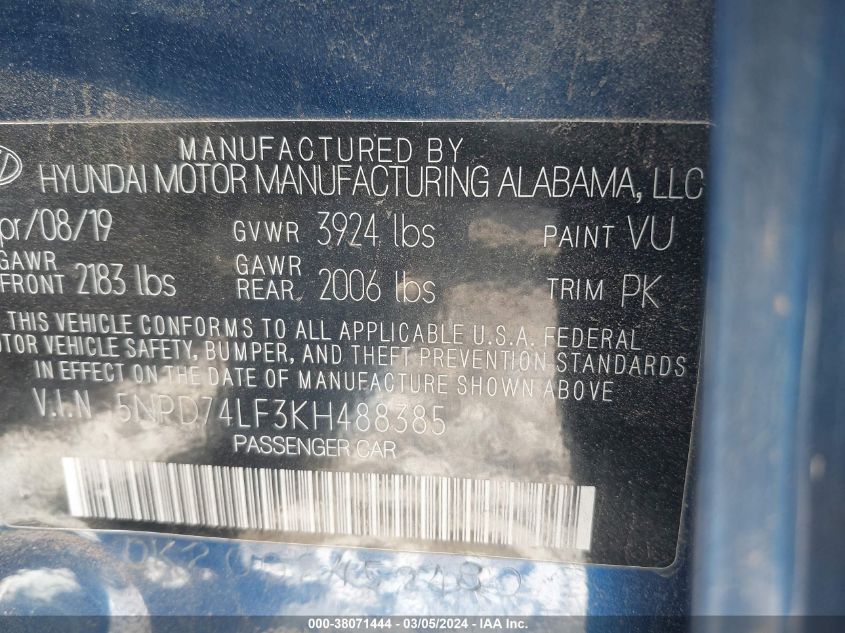 MANUFACTURED BY
HYUNDAI MOTOR MANUFACTURING ALABAMA, LLC
pr/08/19 GVWR 3924 lbs PAINT VU
GAWR FRONT 2183 lbs GAWR REAR 2006 lbs TRIM PK
THIS VEHICLE CONFORMS TO ALL APPLICABLE U.S.A. FEDERAL
OTOR VEHICLE SAFETY, BUMPER, AND THEFT PREVENTION STANDARDS
IN EFFECT ON THE DATE OF MANUFACTURE SHOWN ABOVE
V.I.N 5NPD74LF3KH488385
PASSENGER CAR
000-38071444 - 03/05/2024 - IAA Inc.